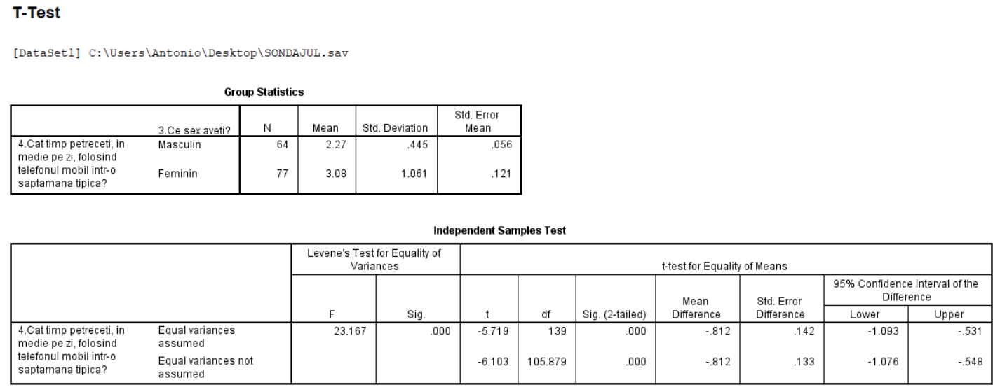 T-Test
[DataSet1] C:\Users\Antonio\Desktop\SONDAJUL.sav
Group Statistics
3.Ce sex aveti? N Mean Std. Deviation Std. Error Mean
4.Cat timp petreceti, in medie pe zi, folosind telefonul mobil intr-o saptamana tipica? Masculin 64 2.27 .445 .056
Feminin 77 3.08 1.061 .121
Independent Samples Test
Levene's Test for Equality of Variances t-test for Equality of Means
F Sig. t df Sig. (2-tailed) Mean Difference Std. Error Difference 95% Confidence Interval of the Difference
Lower Upper
4.Cat timp petreceti, in medie pe zi, folosind telefonul mobil intr-o saptamana tipica? Equal variances assumed 23.167 .000 -5.719 139 .000 -.812 .142 -1.093 -.531
Equal variances not assumed -6.103 105.879 .000 -.812 .133 -1.076 -.548